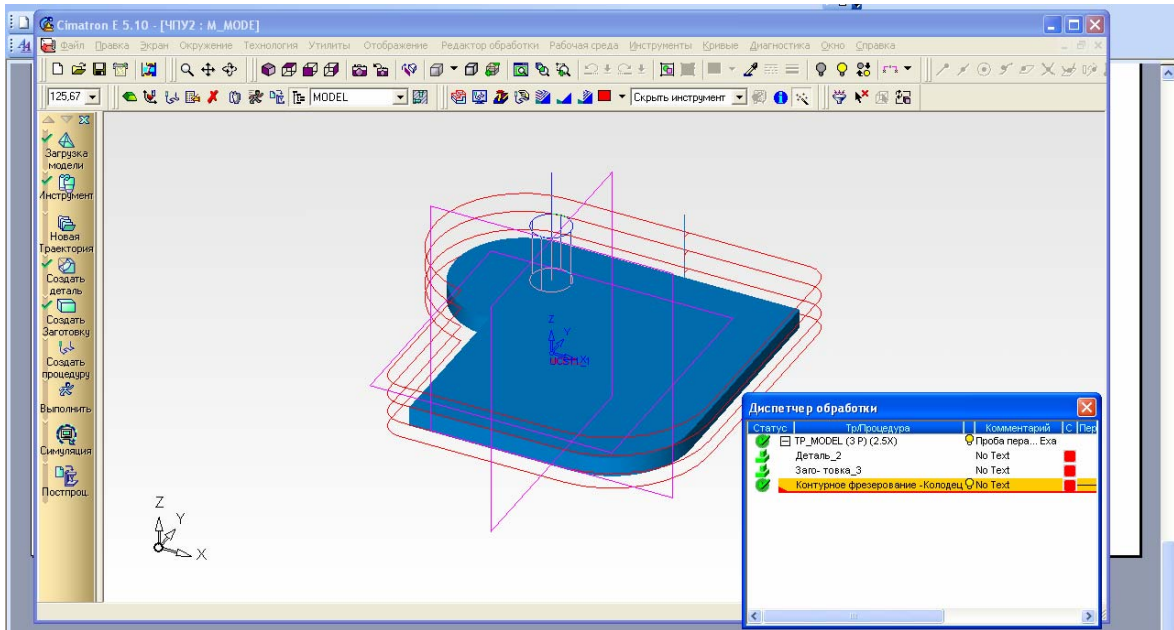 Cimatron E 5.10 - [ЧПУ2 : M_MODE]
Файл Правка Экран Окружение Технология Утилиты Отображение Редактор обработки Рабочая среда Инструменты Кривые Диагностика Окно Справка
125,67 MODEL Скрыть инструмент
Загрузка
модели
Инструмент
Новая
Траектория
Создать
деталь
Создать
Заготовку
Создать
процедуру
Выполнить
Симуляция
Постпроц.
Z
Y
X
Z
Y
X
Диспетчер обработки
Статус Тр/Процедура Комментарий С Пер
TP_MODEL (3 P) (2.5X) Проба пера... Exa
Деталь_2 No Text
Заго- товка_3 No Text
Контурное фрезерование -Колодец No Text